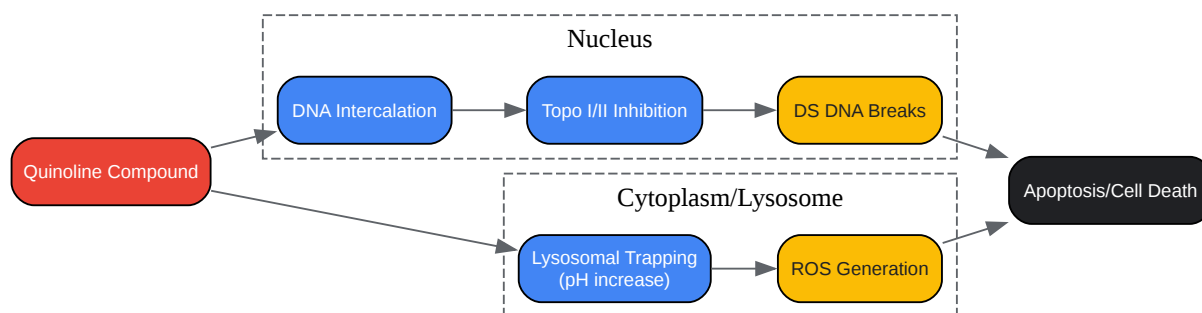 Nucleus
DNA Intercalation
Topo I/II Inhibition
DS DNA Breaks
Quinoline Compound
Apoptosis/Cell Death
Cytoplasm/Lysosome
Lysosomal Trapping
(pH increase)
ROS Generation